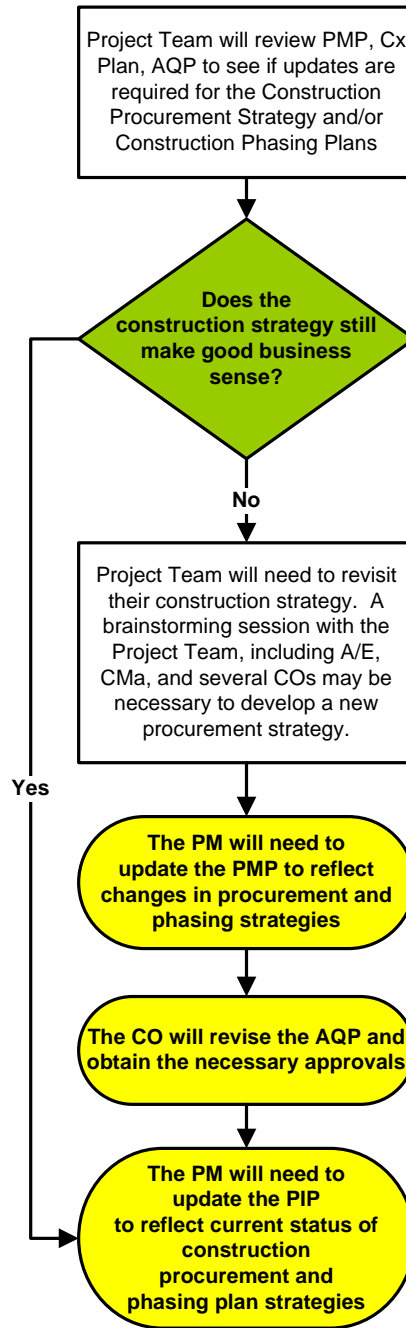 Project Team will review PMP, Cx
Plan, AQP to see if updates are
required for the Construction
Procurement Strategy and/or
Construction Phasing Plans
Does the
construction strategy still
make good business
sense?
No
Project Team will need to revisit
their construction strategy.  A
brainstorming session with the
Project Team, including A/E,
CMa, and several COs may be
necessary to develop a new
procurement strategy.
Yes
The PM will need to
update the PMP to reflect
changes in procurement and
phasing strategies
The CO will revise the AQP and
obtain the necessary approvals
The PM will need to
update the PIP
to reflect current status of
construction
procurement and
phasing plan strategies